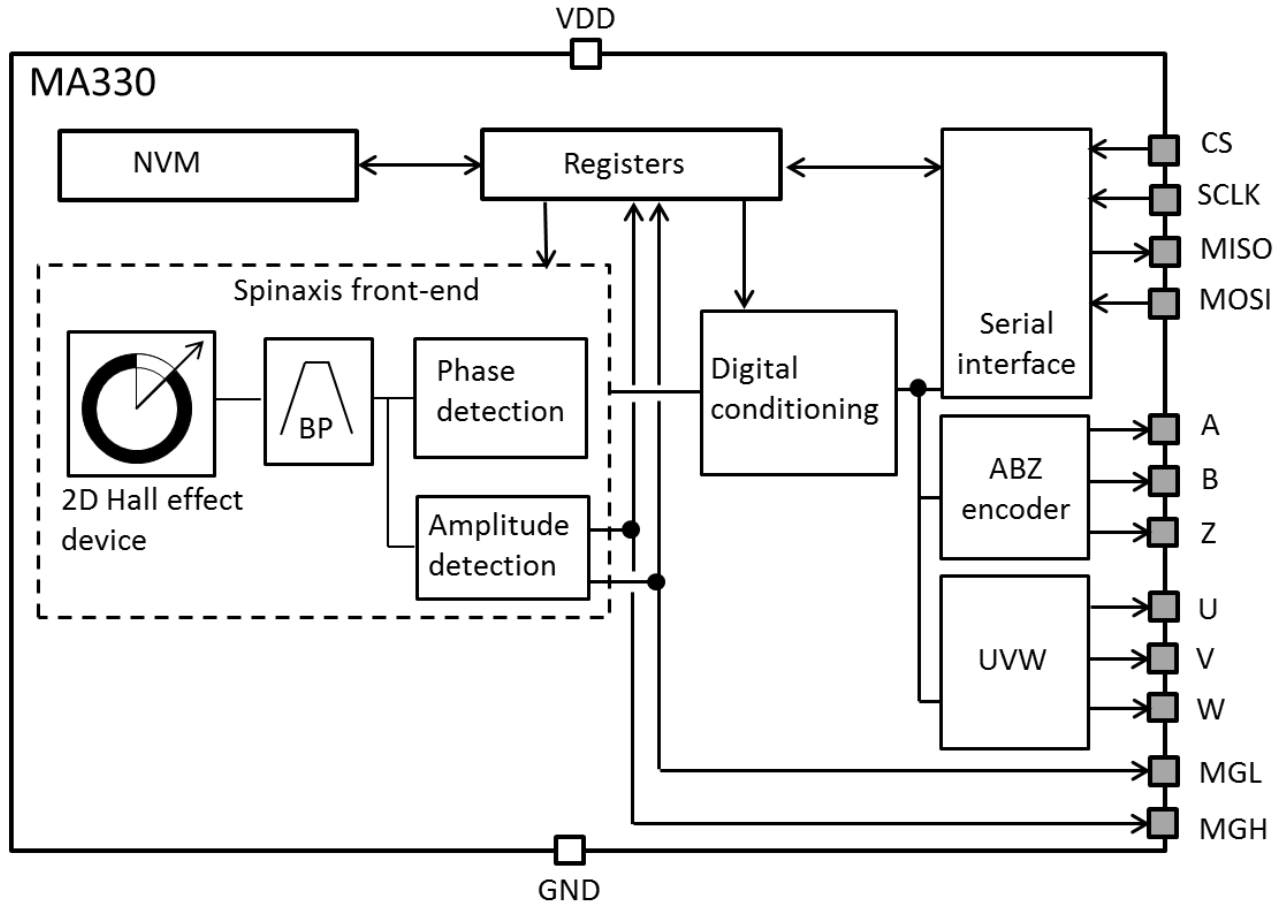 VDD
MA330
NVM
Registers
CS
SCLK
MISO
MOSI
Spinaxis front-end
Serial
interface
Phase
detection
BP
Digital
conditioning
2D Hall effect
device
Amplitude
detection
ABZ
encoder
A
B
Z
UVW
U
V
W
MGL
MGH
GND